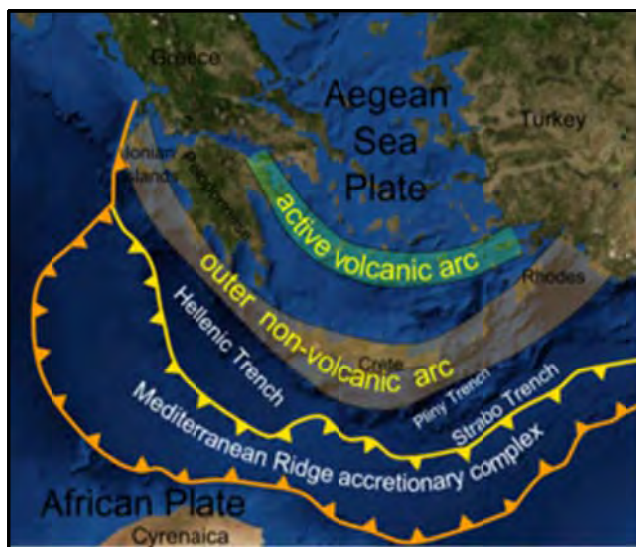 Greece
Aegean
Sea
Plate
Turkey
Ionian
Islands
Peloponnesus
active volcanic arc
outer non-volcanic arc
Rhodes
Crete
Hellenic Trench
Pliny Trench
Strabo Trench
Mediterranean Ridge accretionary complex
African Plate
Cyrenaica